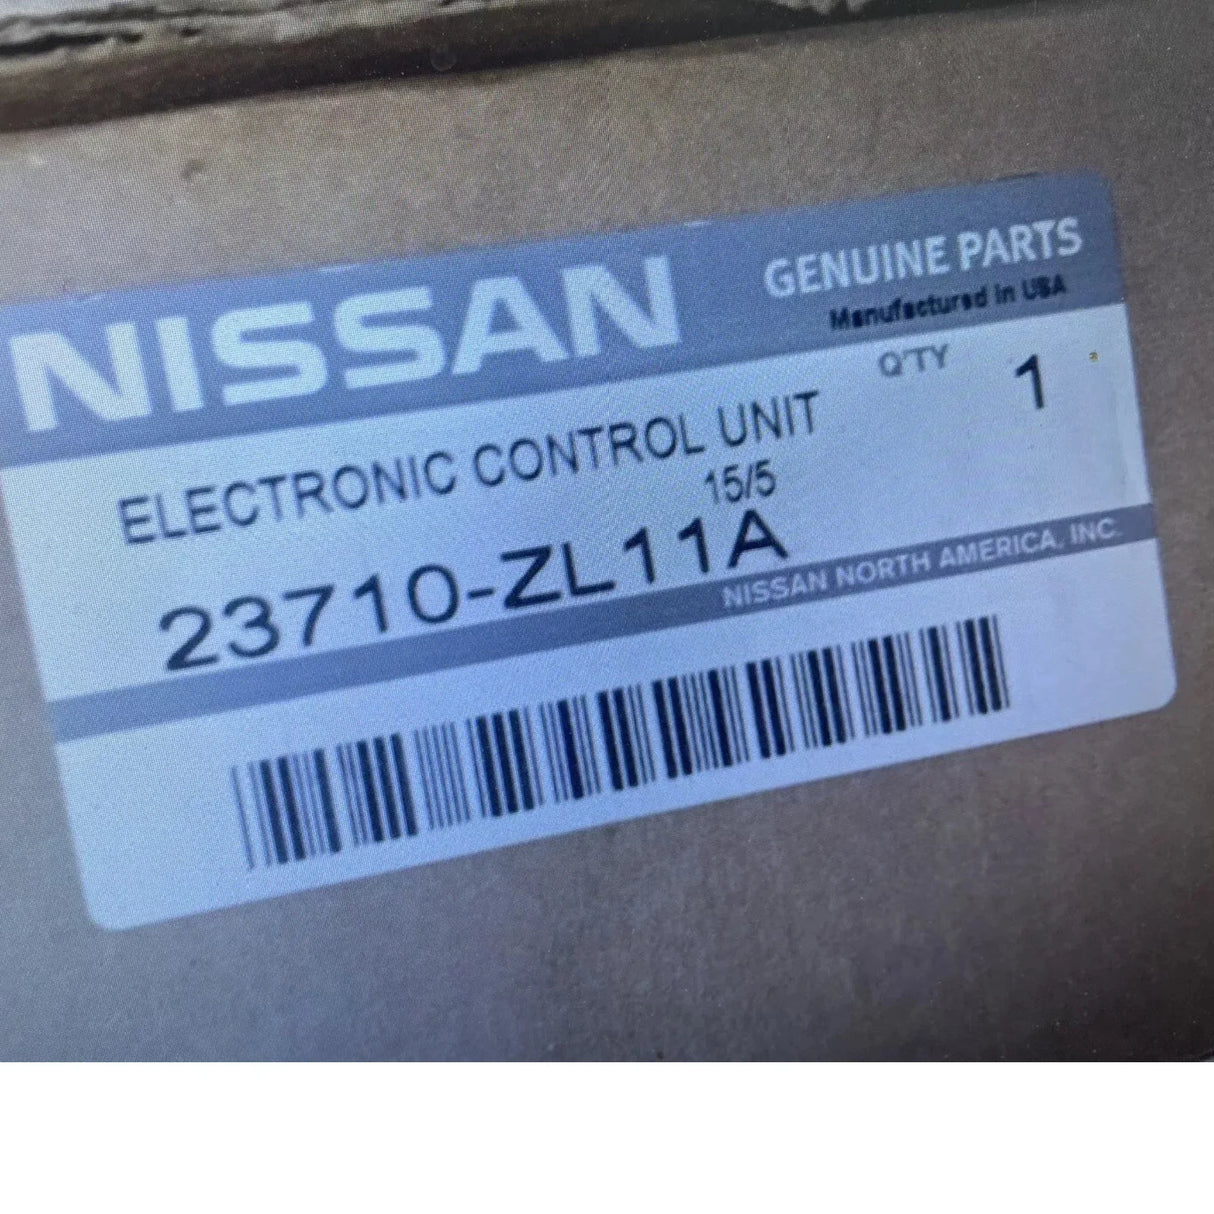 NISSAN
GENUINE PARTS
Manufactured in USA
Q'TY 1
ELECTRONIC CONTROL UNIT
15/5
23710-ZL11A
NISSAN NORTH AMERICA, INC.